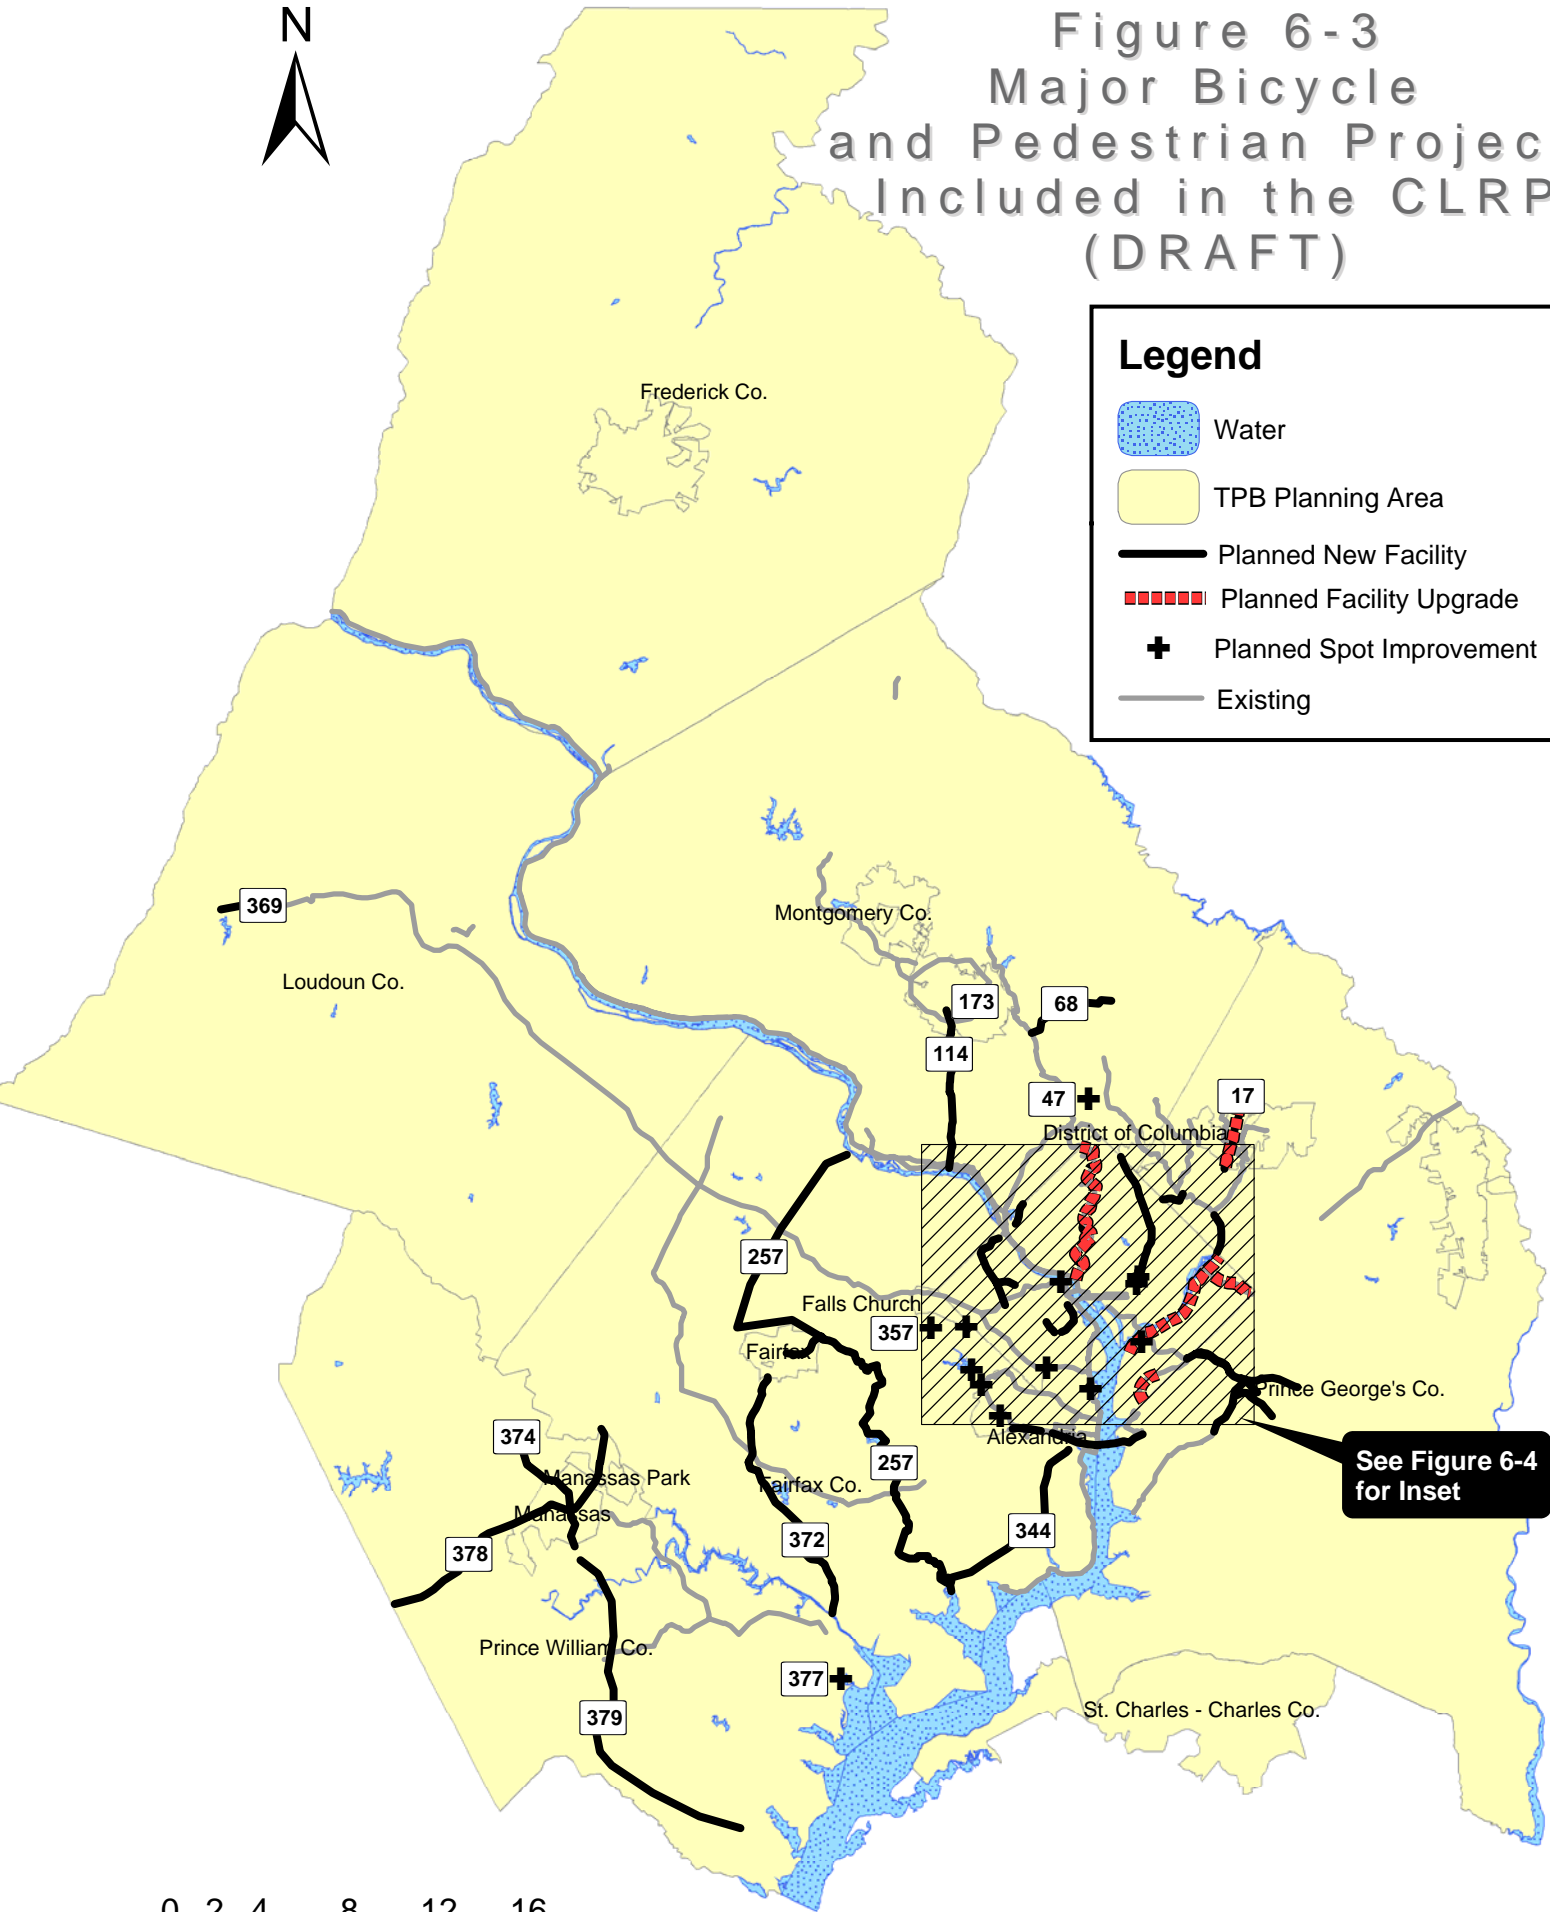 N
Figure 6-3
Major Bicycle
and Pedestrian Projec
Included in the CLRP
(DRAFT)
Legend
Water
TPB Planning Area
Planned New Facility
Planned Facility Upgrade
Planned Spot Improvement
Existing
Frederick Co.
369
Montgomery Co.
Loudoun Co.
173
68
114
47
17
District of Columbia
257
Falls Church
357
Fairfax
Prince George's Co.
374
Alexandria
257
See Figure 6-4
for Inset
Manassas Park
Fairfax Co.
Manassas
344
372
378
Prince William Co.
377
St. Charles - Charles Co.
379
0 2 4 8 12 16